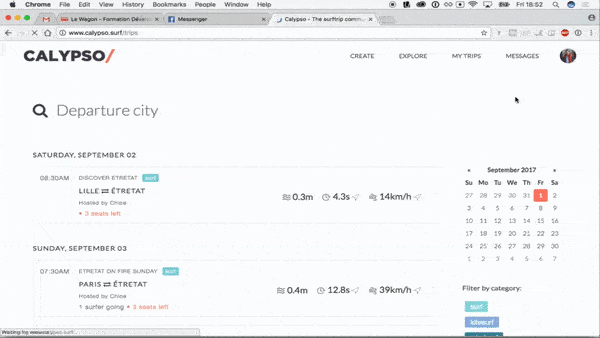 Chrome File Edit View History Bookmarks People Window Help
Fri 18:52
Le Wagon - Formation Dévelo
Messenger
Calypso - The surftrip commu
www.calypso.surf/trips
CALYPSO/
CREATE EXPLORE MY TRIPS MESSAGES
Departure city
SATURDAY, SEPTEMBER 02
08:30AM DISCOVER ETRETAT surf
LILLE ⇄ ÉTRETAT
Hosted by Chloe
3 seats left
0.3m 4.3s 14km/h
SUNDAY, SEPTEMBER 03
07:30AM ETRETAT ON FIRE SUNDAY surf
PARIS ⇄ ÉTRETAT
Hosted by Chloe
1 surfer going • 3 seats left
0.4m 12.8s 39km/h
« September 2017 »
Su Mo Tu We Th Fr Sa
27 28 29 30 31 1 2
3 4 5 6 7 8 9
10 11 12 13 14 15 16
17 18 19 20 21 22 23
24 25 26 27 28 29 30
1 2 3 4 5 6 7
Filter by category:
surf
kitesurf